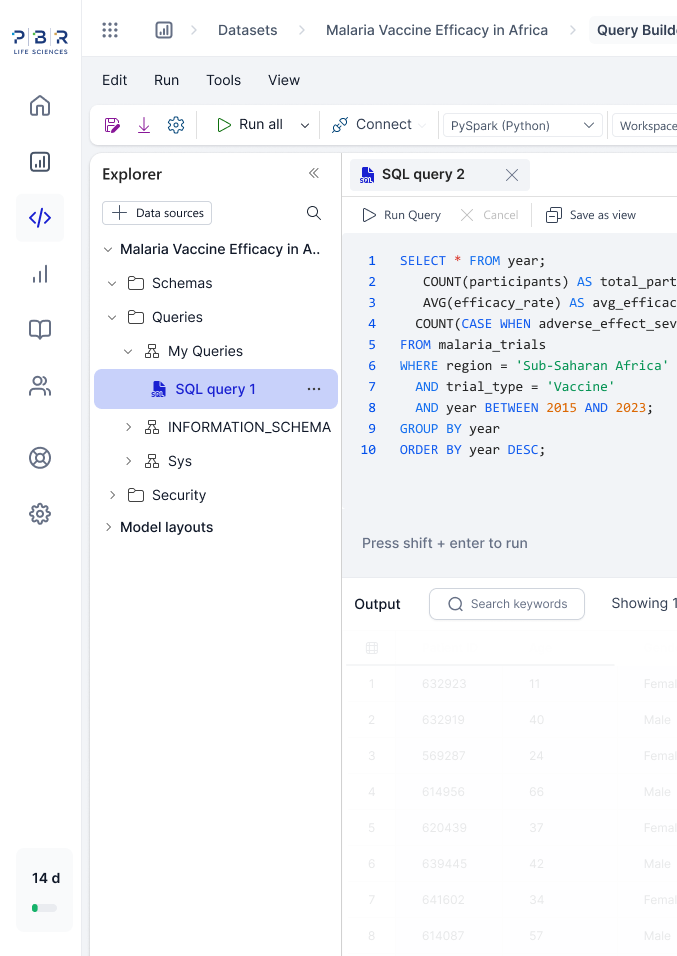 PBR
LIFE SCIENCES
Datasets
Malaria Vaccine Efficacy in Africa
Query Builde
Edit Run Tools View
Run all
Connect
PySpark (Python)
Workspace
Explorer
Data sources
Malaria Vaccine Efficacy in A..
Schemas
Queries
My Queries
SQL query 1 ...
INFORMATION_SCHEMA
Sys
Security
Model layouts
14 d
SQL query 2
Run Query Cancel Save as view
1 SELECT * FROM year;
2 COUNT(participants) AS total_part
3 AVG(efficacy_rate) AS avg_efficac
4 COUNT(CASE WHEN adverse_effect_sev
5 FROM malaria_trials
6 WHERE region = 'Sub-Saharan Africa'
7 AND trial_type = 'Vaccine'
8 AND year BETWEEN 2015 AND 2023;
9 GROUP BY year
10 ORDER BY year DESC;
Press shift + enter to run
Output Search keywords Showing 1
1 632923 11 Femal
2 632919 40 Male
3 569287 24 Femal
4 614956 66 Male
5 620439 37 Femal
6 639445 42 Male
7 641602 34 Femal
8 614087 57 Male